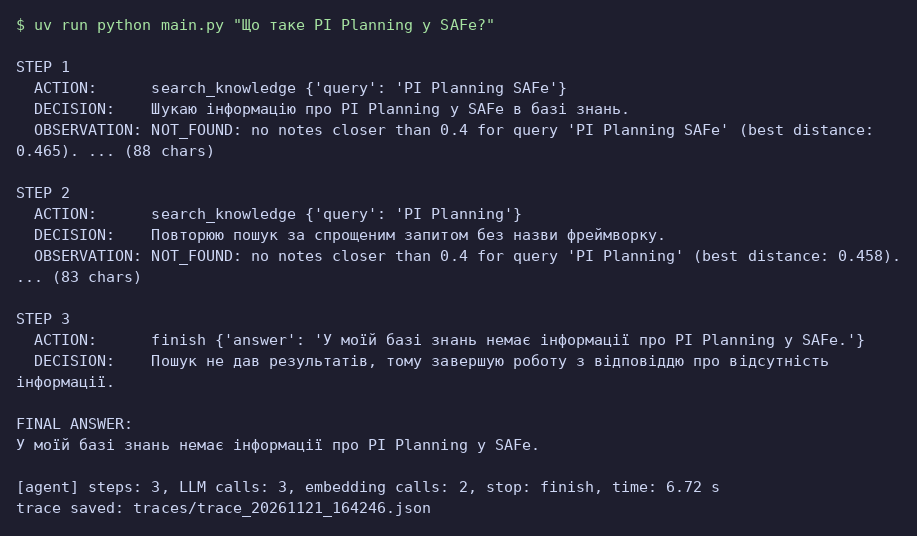 $ uv run python main.py "Що таке PI Planning у SAFe?"
STEP 1
ACTION: search_knowledge {'query': 'PI Planning SAFe'}
DECISION: Шукаю інформацію про PI Planning у SAFe в базі знань.
OBSERVATION: NOT_FOUND: no notes closer than 0.4 for query 'PI Planning SAFe' (best distance:
0.465). ... (88 chars)
STEP 2
ACTION: search_knowledge {'query': 'PI Planning'}
DECISION: Повторюю пошук за спрощеним запитом без назви фреймворку.
OBSERVATION: NOT_FOUND: no notes closer than 0.4 for query 'PI Planning' (best distance: 0.458).
... (83 chars)
STEP 3
ACTION: finish {'answer': 'У моїй базі знань немає інформації про PI Planning у SAFe.'}
DECISION: Пошук не дав результатів, тому завершую роботу з відповіддю про відсутність
інформації.
FINAL ANSWER:
У моїй базі знань немає інформації про PI Planning у SAFe.
[agent] steps: 3, LLM calls: 3, embedding calls: 2, stop: finish, time: 6.72 s
trace saved: traces/trace_20261121_164246.json